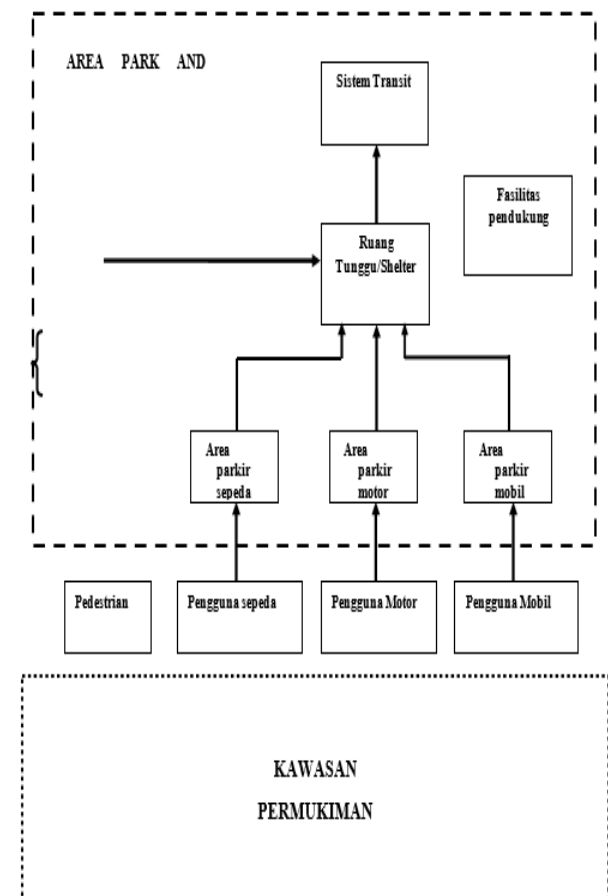 AREA PARK AND
Sistem Transit
Fasilitas
pendukung
Ruang
Tunggu/Shelter
Area
parkir
sepeda
Area
parkir
motor
Area
parkir
mobil
Pedestrian
Pengguna sepeda
Pengguna Motor
Pengguna Mobil
KAWASAN
PERMUKIMAN